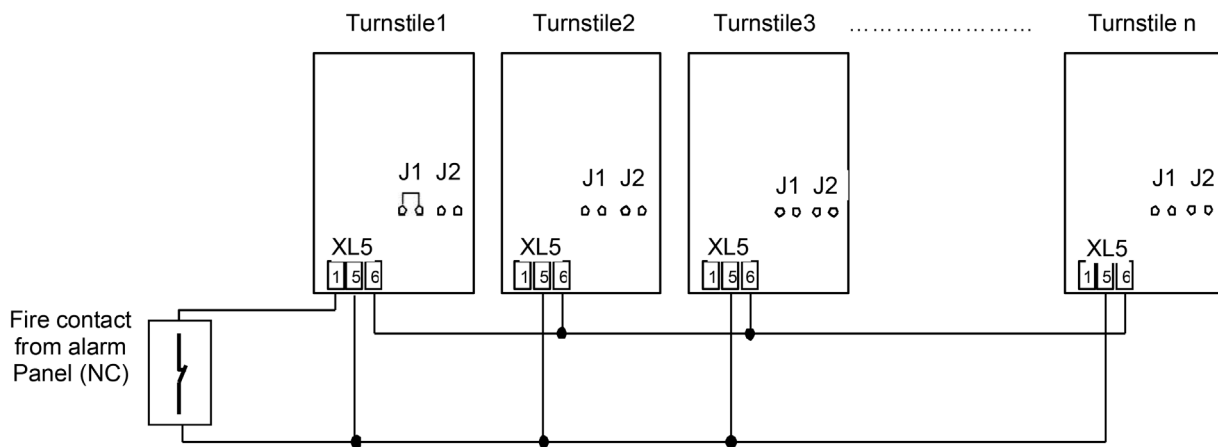 Turnstile1 Turnstile2 Turnstile3 ........................ Turnstile n
J1 J2 J1 J2 J1 J2 J1 J2
XL5 XL5 XL5 XL5
1 5 6 1 5 6 1 5 6 1 5 6
Fire contact
from alarm
Panel (NC)